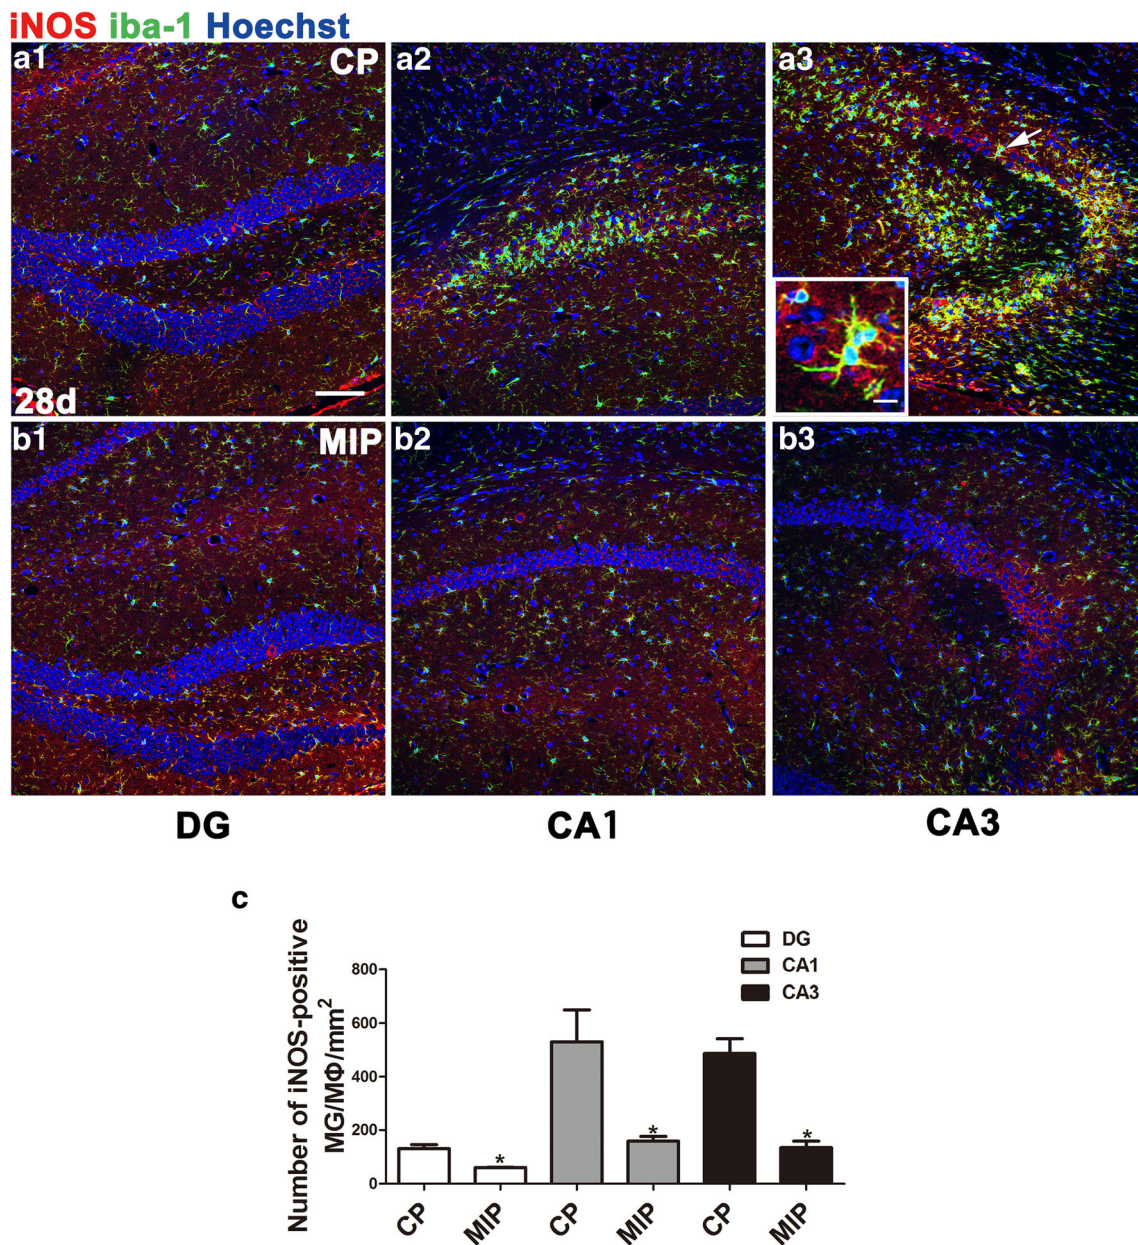 iNOS iba-1 Hoechst
a1 CP a2 a3
28d
b1 MIP b2 b3
DG CA1 CA3
c
Number of iNOS-positive
MG/MΦ/mm²
DG
CA1
CA3
800
600
400
200
0
* * *
CP MIP CP MIP CP MIP